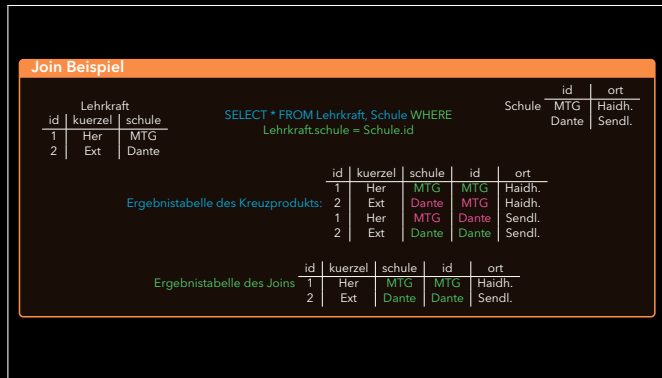 Join Beispiel
Lehrkraft
id kuerzel schule
1 Her MTG
2 Ext Dante
SELECT * FROM Lehrkraft, Schule WHERE
Lehrkraft.schule = Schule.id
Schule
id ort
MTG Haidh.
Dante Sendl.
Ergebnistabelle des Kreuzprodukts:
id kuerzel schule id ort
1 Her MTG MTG Haidh.
2 Ext Dante MTG Haidh.
1 Her MTG Dante Sendl.
2 Ext Dante Dante Sendl.
Ergebnistabelle des Joins
id kuerzel schule id ort
1 Her MTG MTG Haidh.
2 Ext Dante Dante Sendl.